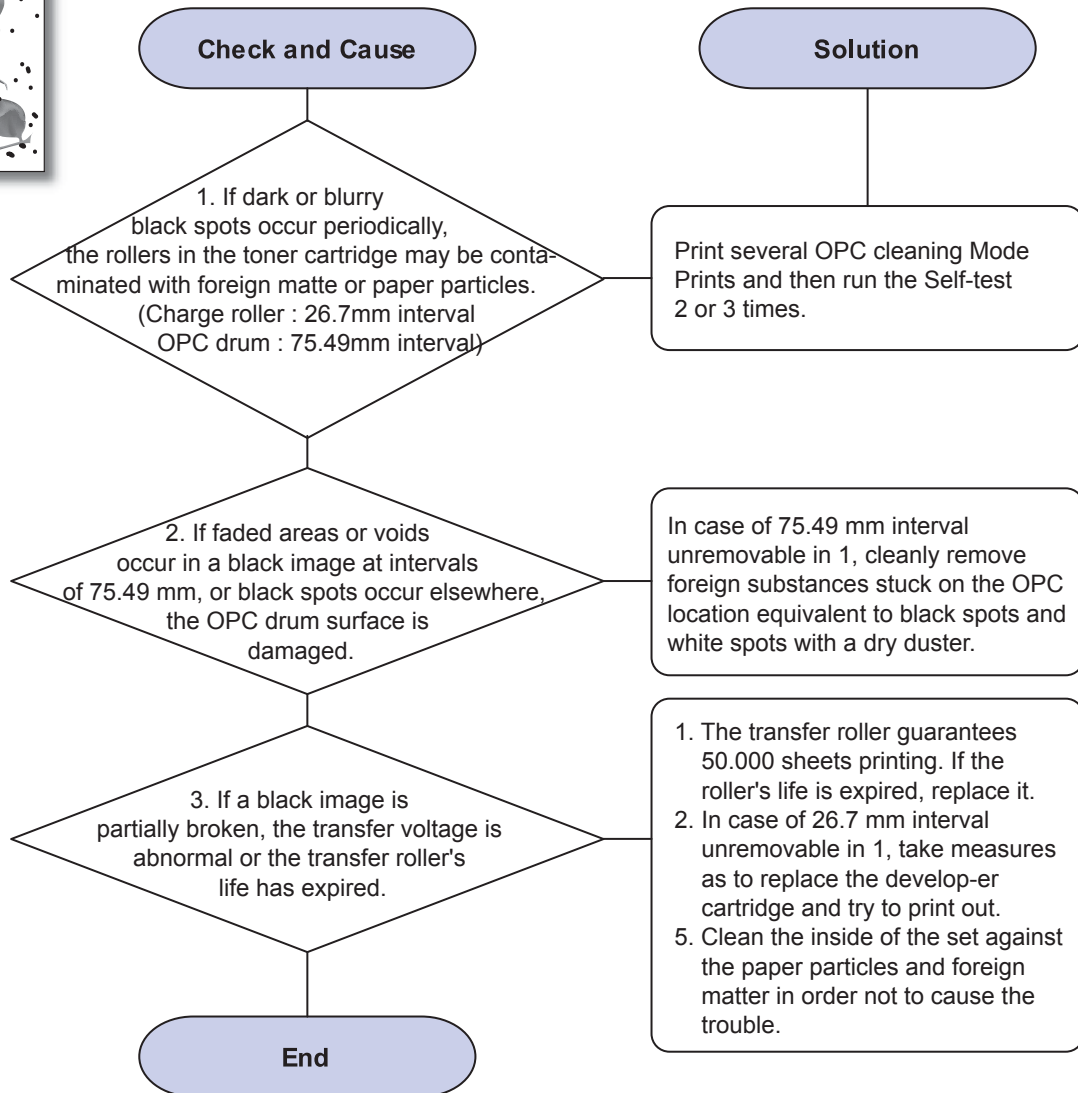 Check and Cause
Solution
1. If dark or blurry
black spots occur periodically,
the rollers in the toner cartridge may be conta-
minated with foreign matte or paper particles.
(Charge roller : 26.7mm interval
OPC drum : 75.49mm interval)
Print several OPC cleaning Mode
Prints and then run the Self-test
2 or 3 times.
2. If faded areas or voids
occur in a black image at intervals
of 75.49 mm, or black spots occur elsewhere,
the OPC drum surface is
damaged.
In case of 75.49 mm interval
unremovable in 1, cleanly remove
foreign substances stuck on the OPC
location equivalent to black spots and
white spots with a dry duster.
3. If a black image is
partially broken, the transfer voltage is
abnormal or the transfer roller's
life has expired.
1. The transfer roller guarantees
50.000 sheets printing. If the
roller's life is expired, replace it.
2. In case of 26.7 mm interval
unremovable in 1, take measures
as to replace the develop-er
cartridge and try to print out.
5. Clean the inside of the set against
the paper particles and foreign
matter in order not to cause the
trouble.
End